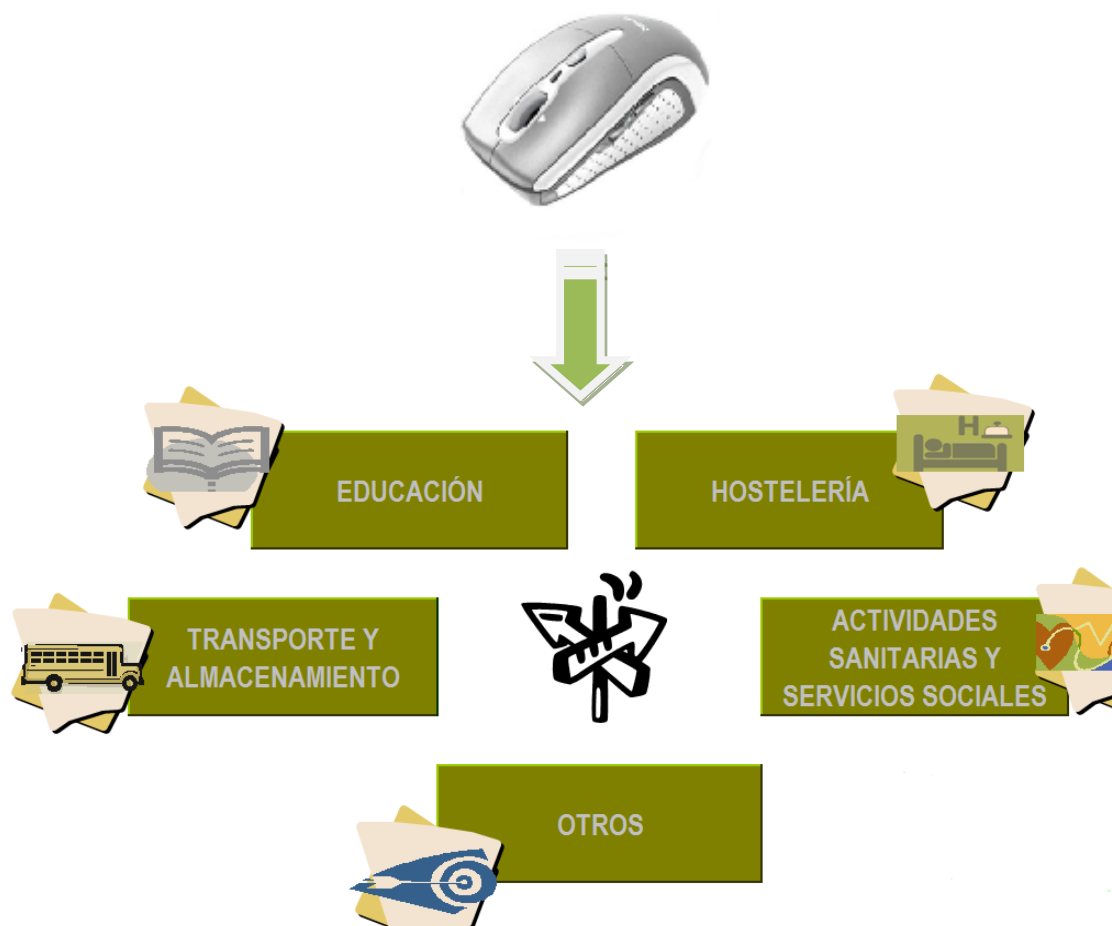 EDUCACIÓN
H
HOSTELERÍA
TRANSPORTE Y
ALMACENAMIENTO
ACTIVIDADES
SANITARIAS Y
SERVICIOS SOCIALES
OTROS